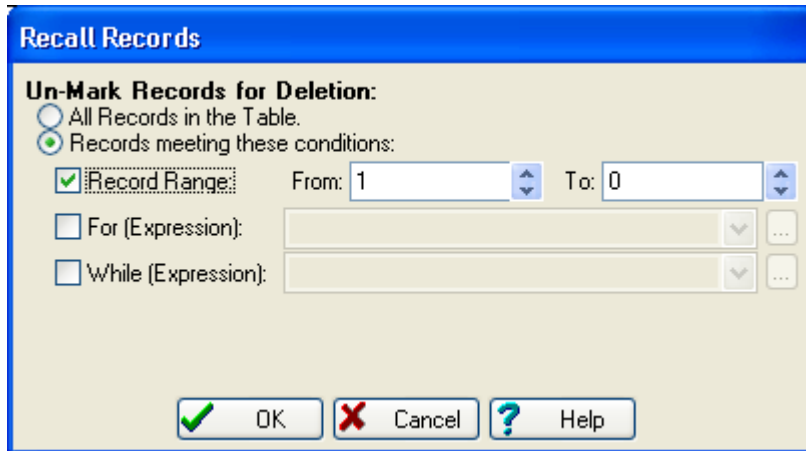 Recall Records
Un-Mark Records for Deletion:
All Records in the Table.
Records meeting these conditions:
Record Range: From: 1 To: 0
For (Expression): ...
While (Expression): ...
OK Cancel ? Help